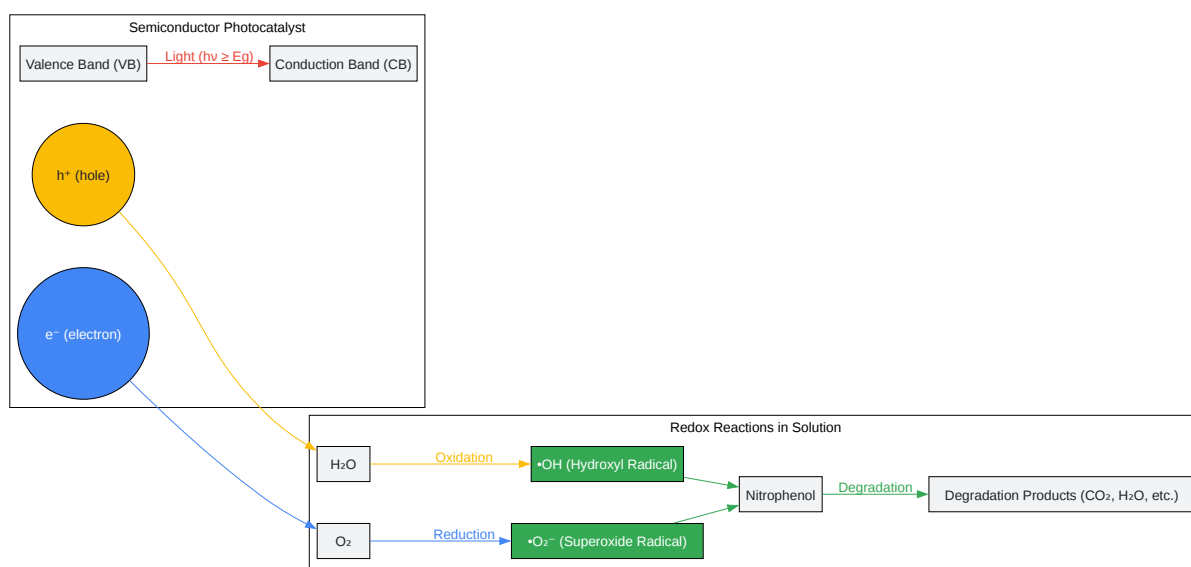 Semiconductor Photocatalyst
Valence Band (VB)
Light (hν ≥ Eg)
Conduction Band (CB)
h⁺ (hole)
e⁻ (electron)
Redox Reactions in Solution
H₂O
Oxidation
•OH (Hydroxyl Radical)
Nitrophenol
Degradation
Degradation Products (CO₂, H₂O, etc.)
O₂
Reduction
•O₂⁻ (Superoxide Radical)